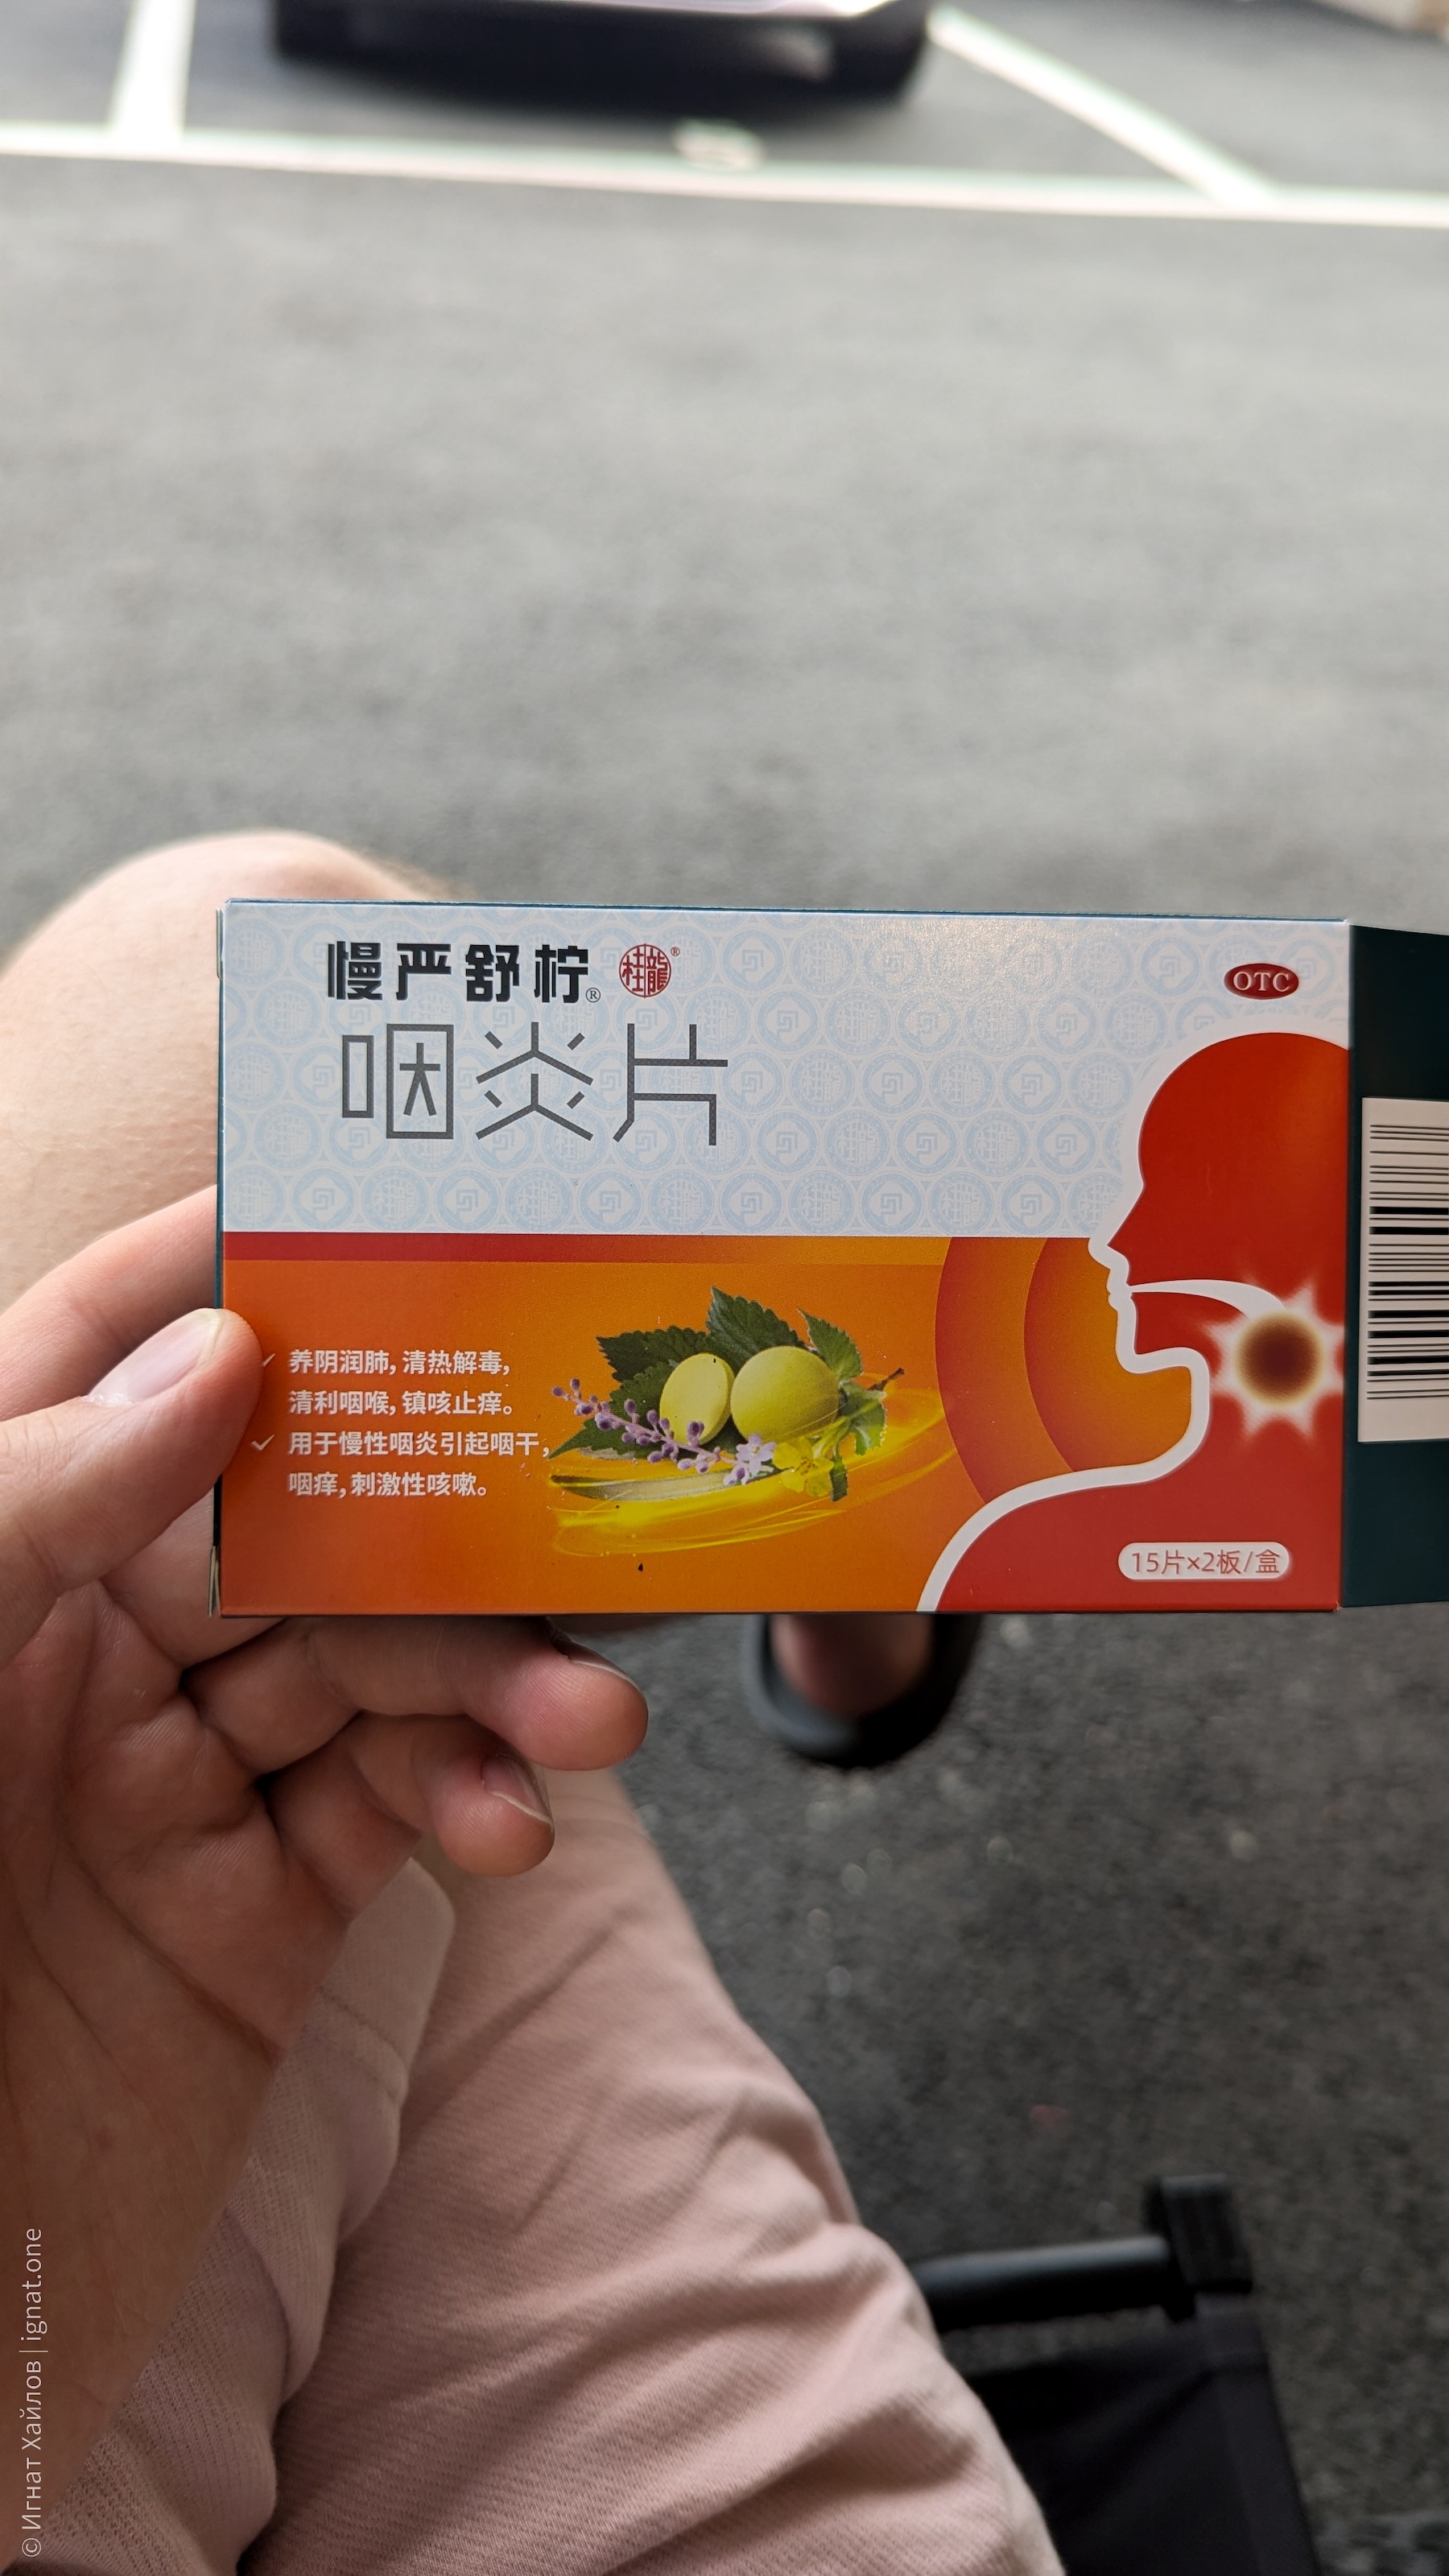 慢严舒柠® 桂龍®
OTC
咽炎片
✓ 养阴润肺,清热解毒,
清利咽喉,镇咳止痒。
✓ 用于慢性咽炎引起咽干,
咽痒,刺激性咳嗽。
15片×2板/盒
© Игнат Хайлов | ignat.one